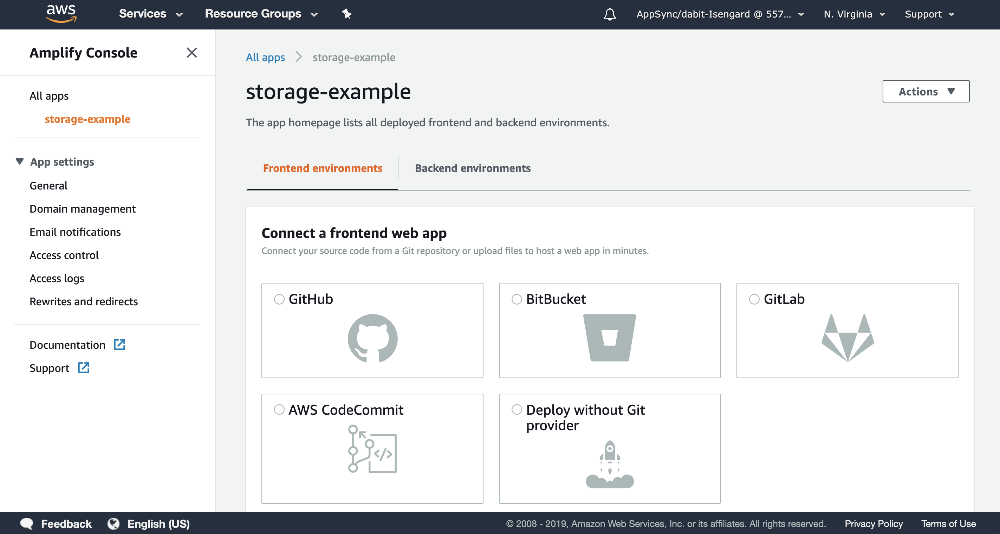 aws Services Resource Groups AppSync/dabit-Isengard @ 557... N. Virginia Support
Amplify Console
All apps
storage-example
App settings
General
Domain management
Email notifications
Access control
Access logs
Rewrites and redirects
Documentation
Support
All apps storage-example
storage-example
Actions
The app homepage lists all deployed frontend and backend environments.
Frontend environments Backend environments
Connect a frontend web app
Connect your source code from a Git repository or upload files to host a web app in minutes.
GitHub BitBucket GitLab
AWS CodeCommit
Deploy without Git
provider
</>
Feedback English (US) © 2008 - 2019, Amazon Web Services, Inc. or its affiliates. All rights reserved. Privacy Policy Terms of Use